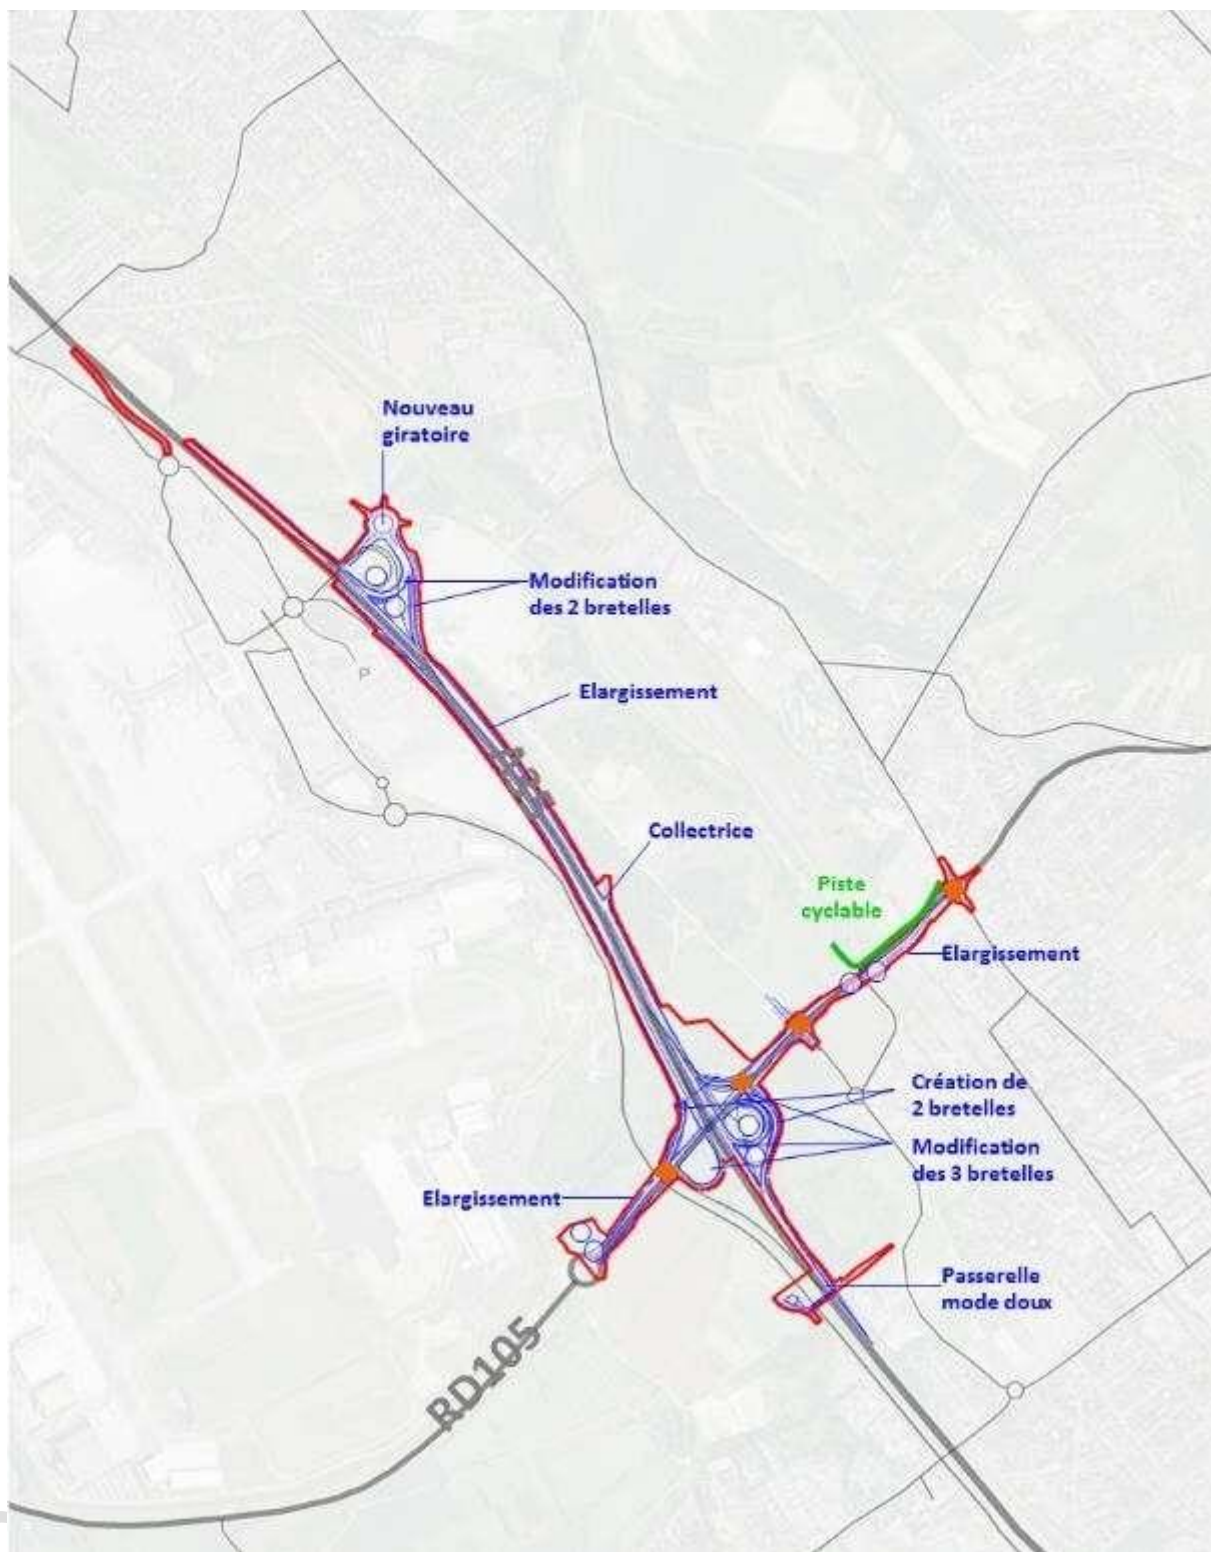 Nouveau
giratoire
Modification
des 2 bretelles
Elargissement
P
Collectrice
Piste
cyclable
Elargissement
Création de
2 bretelles
Modification
des 3 bretelles
Elargissement
Passerelle
mode doux
RD105